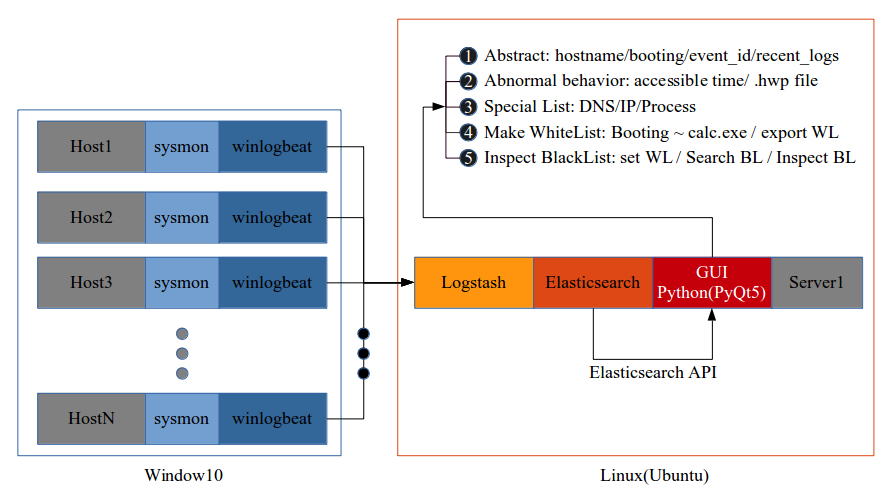 1 Abstract: hostname/booting/event_id/recent_logs
2 Abnormal behavior: accessible time/ .hwp file
3 Special List: DNS/IP/Process
4 Make WhiteList: Booting ~ calc.exe / export WL
5 Inspect BlackList: set WL / Search BL / Inspect BL
Host1 sysmon winlogbeat
Host2 sysmon winlogbeat
Host3 sysmon winlogbeat
HostN sysmon winlogbeat
Window10
Logstash
Elasticsearch
GUI
Python(PyQt5)
Server1
Elasticsearch API
Linux(Ubuntu)